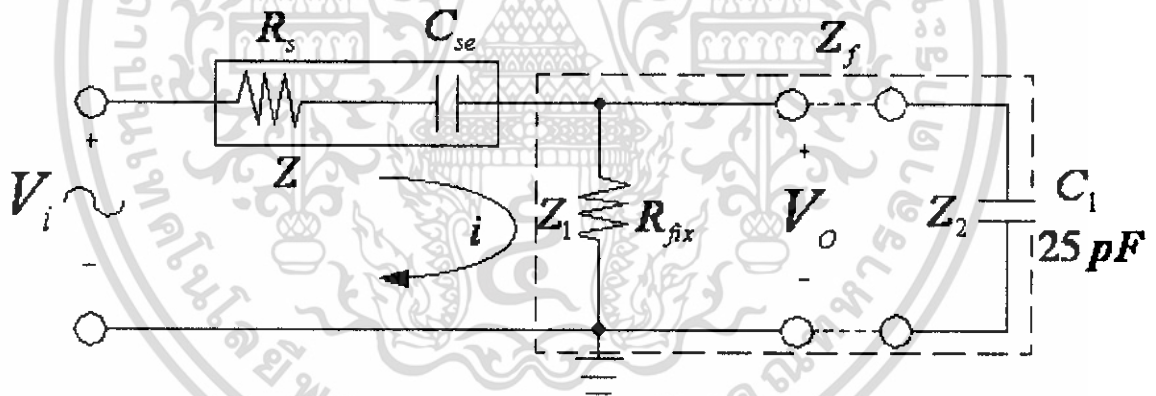 R_s
C_se
Z_f
+
Z
+
V_i
i
Z_1
R_fix
V_o
Z_2
C_1
25 pF
-
-